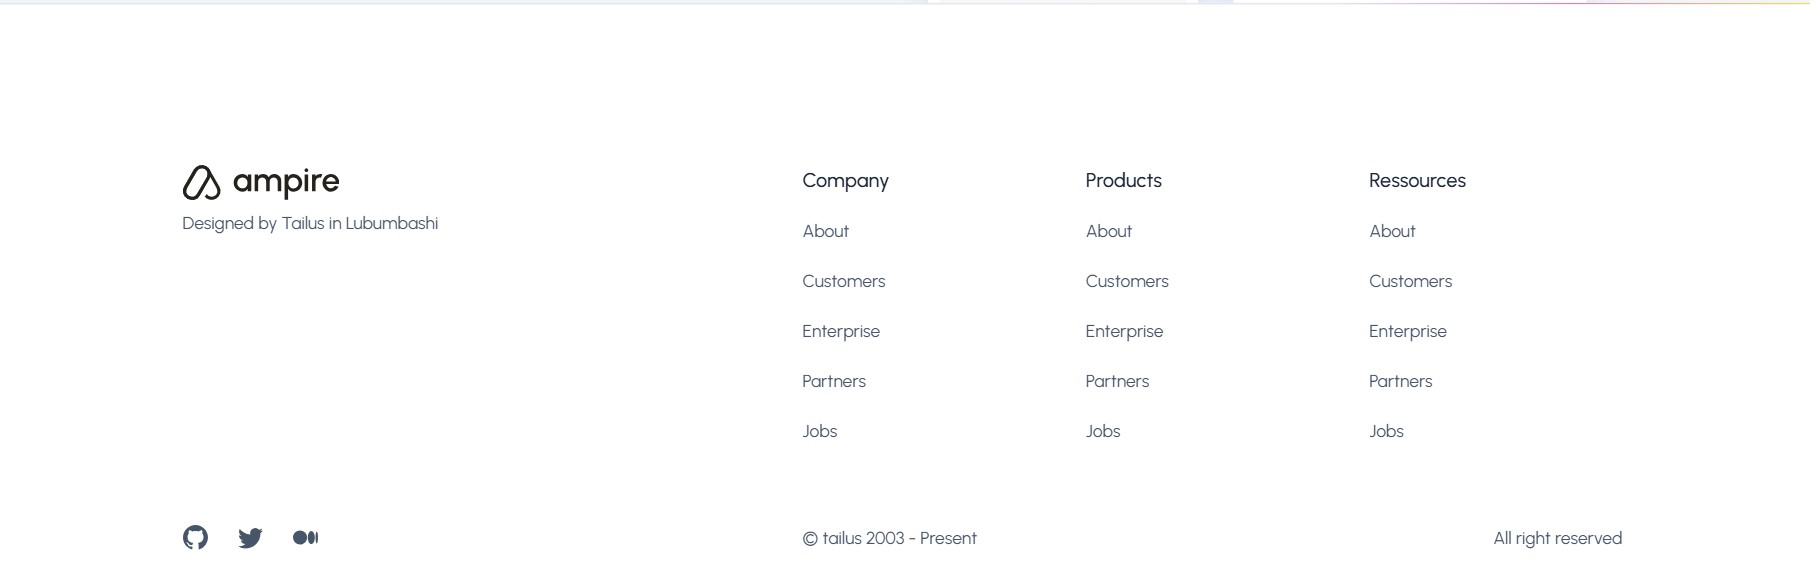 ampire
Designed by Tailus in Lubumbashi
Company
About
Customers
Enterprise
Partners
Jobs
Products
About
Customers
Enterprise
Partners
Jobs
Ressources
About
Customers
Enterprise
Partners
Jobs
© tailus 2003 - Present
All right reserved